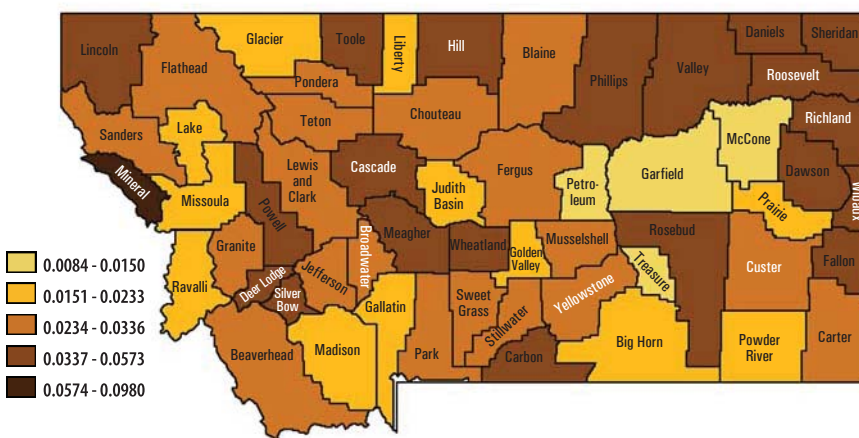 Lincoln
Flathead
Glacier
Toole
Liberty
Hill
Blaine
Phillips
Valley
Daniels
Sheridan
Roosevelt
Pondera
Teton
Chouteau
Sanders
Lake
Richland
McCone
Mineral
Missoula
Powell
Lewis
and
Clark
Cascade
Judith
Basin
Fergus
Petro-
leum
Garfield
Dawson
Prairie
Wibaux
Granite
Broadwater
Meagher
Wheatland
Golden
Valley
Musselshell
Rosebud
Treasure
Custer
Fallon
Ravalli
Deer Lodge
Silver
Bow
Jefferson
Gallatin
Sweet
Grass
Stillwater
Yellowstone
Beaverhead
Madison
Park
Carbon
Big Horn
Powder
River
Carter
0.0084 - 0.0150
0.0151 - 0.0233
0.0234 - 0.0336
0.0337 - 0.0573
0.0574 - 0.0980